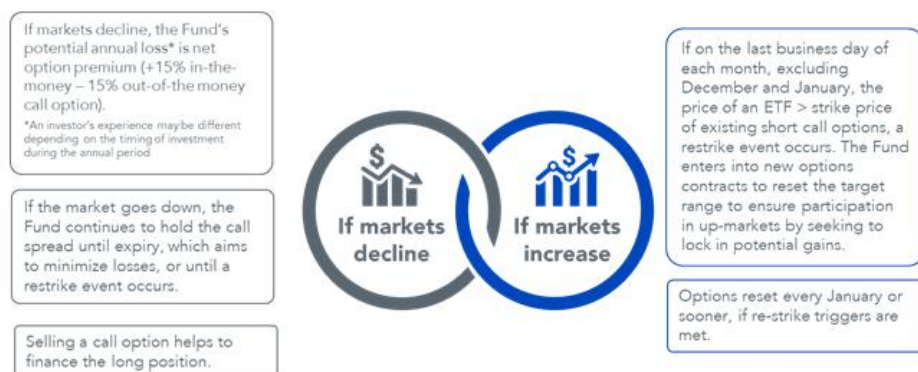 If markets decline, the Fund's
potential annual loss* is net
option premium (+15% in-the-
money – 15% out-of-the money
call option).
*An investor's experience may be different
depending on the timing of investment
during the annual period
If the market goes down, the
Fund continues to hold the call
spread until expiry, which aims
to minimize losses, or until a
restrike event occurs.
Selling a call option helps to
finance the long position.
$
If markets
decline
$
If markets
increase
If on the last business day of
each month, excluding
December and January, the
price of an ETF > strike price
of existing short call options, a
restrike event occurs. The Fund
enters into new options
contracts to reset the target
range to ensure participation
in up-markets by seeking to
lock in potential gains.
Options reset every January or
sooner, if re-strike triggers are
met.